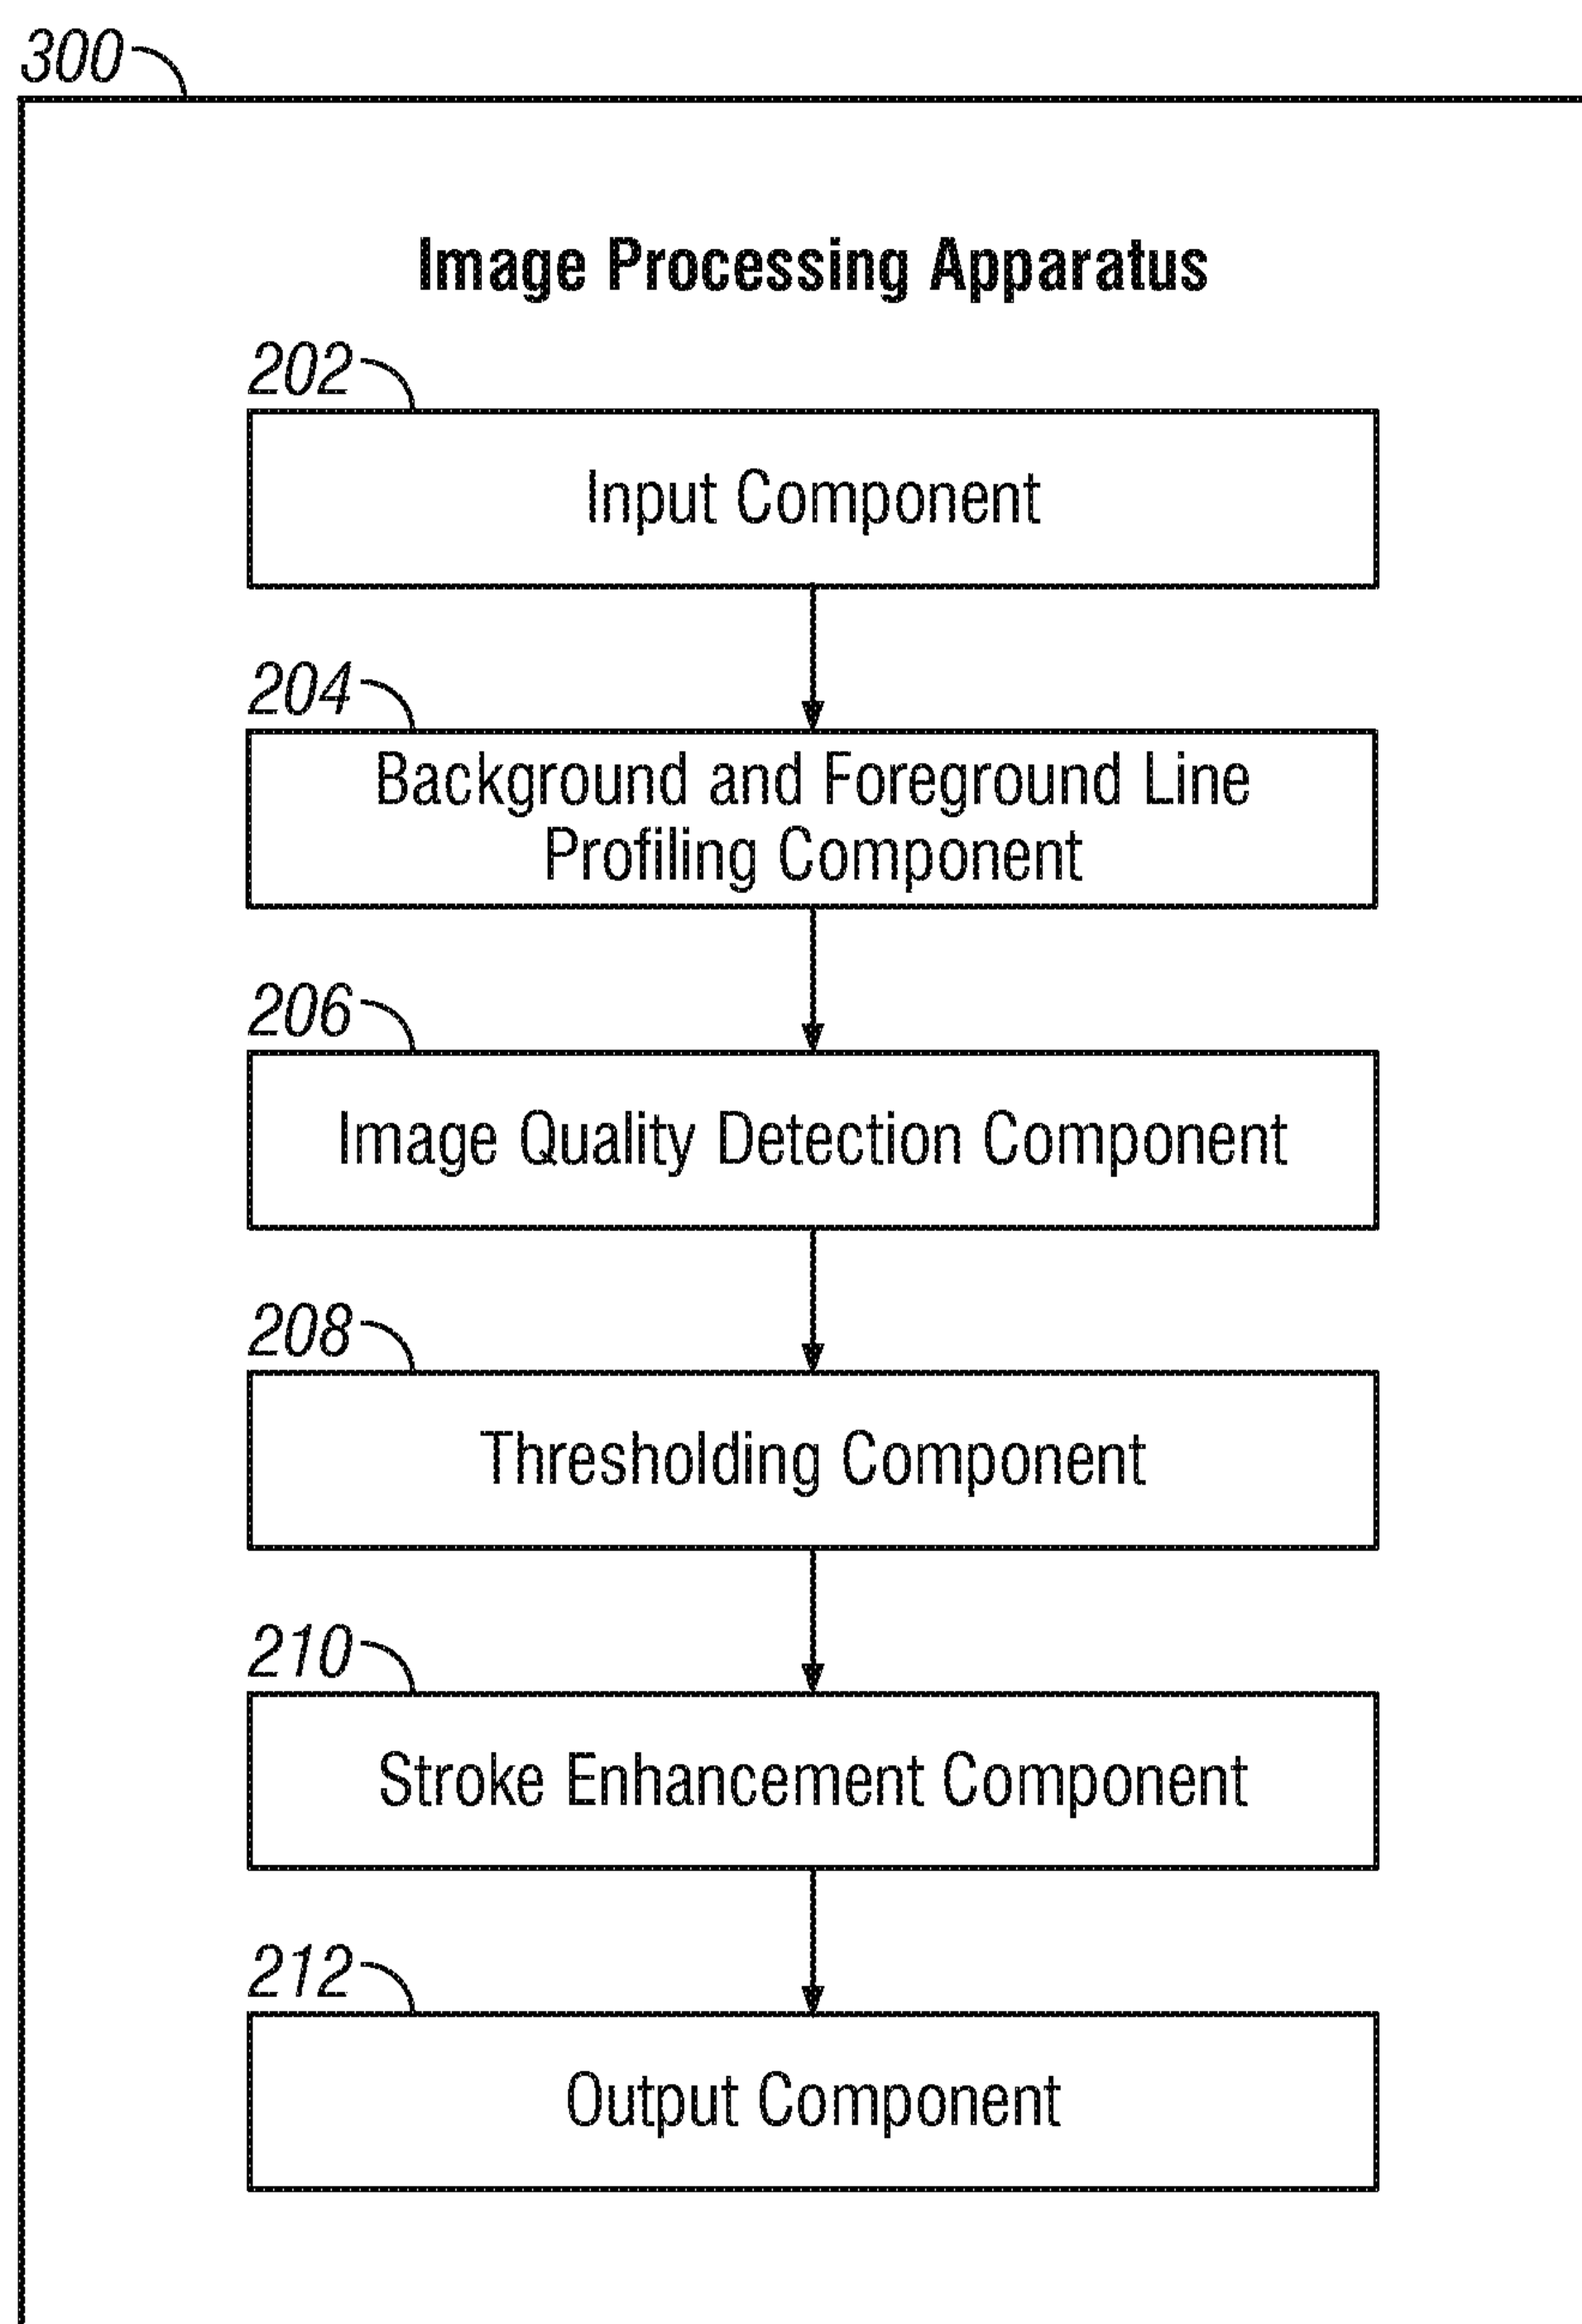 300
Image Processing Apparatus
202
Input Component
204
Background and Foreground Line
Profiling Component
206
Image Quality Detection Component
208
Thresholding Component
210
Stroke Enhancement Component
212
Output Component